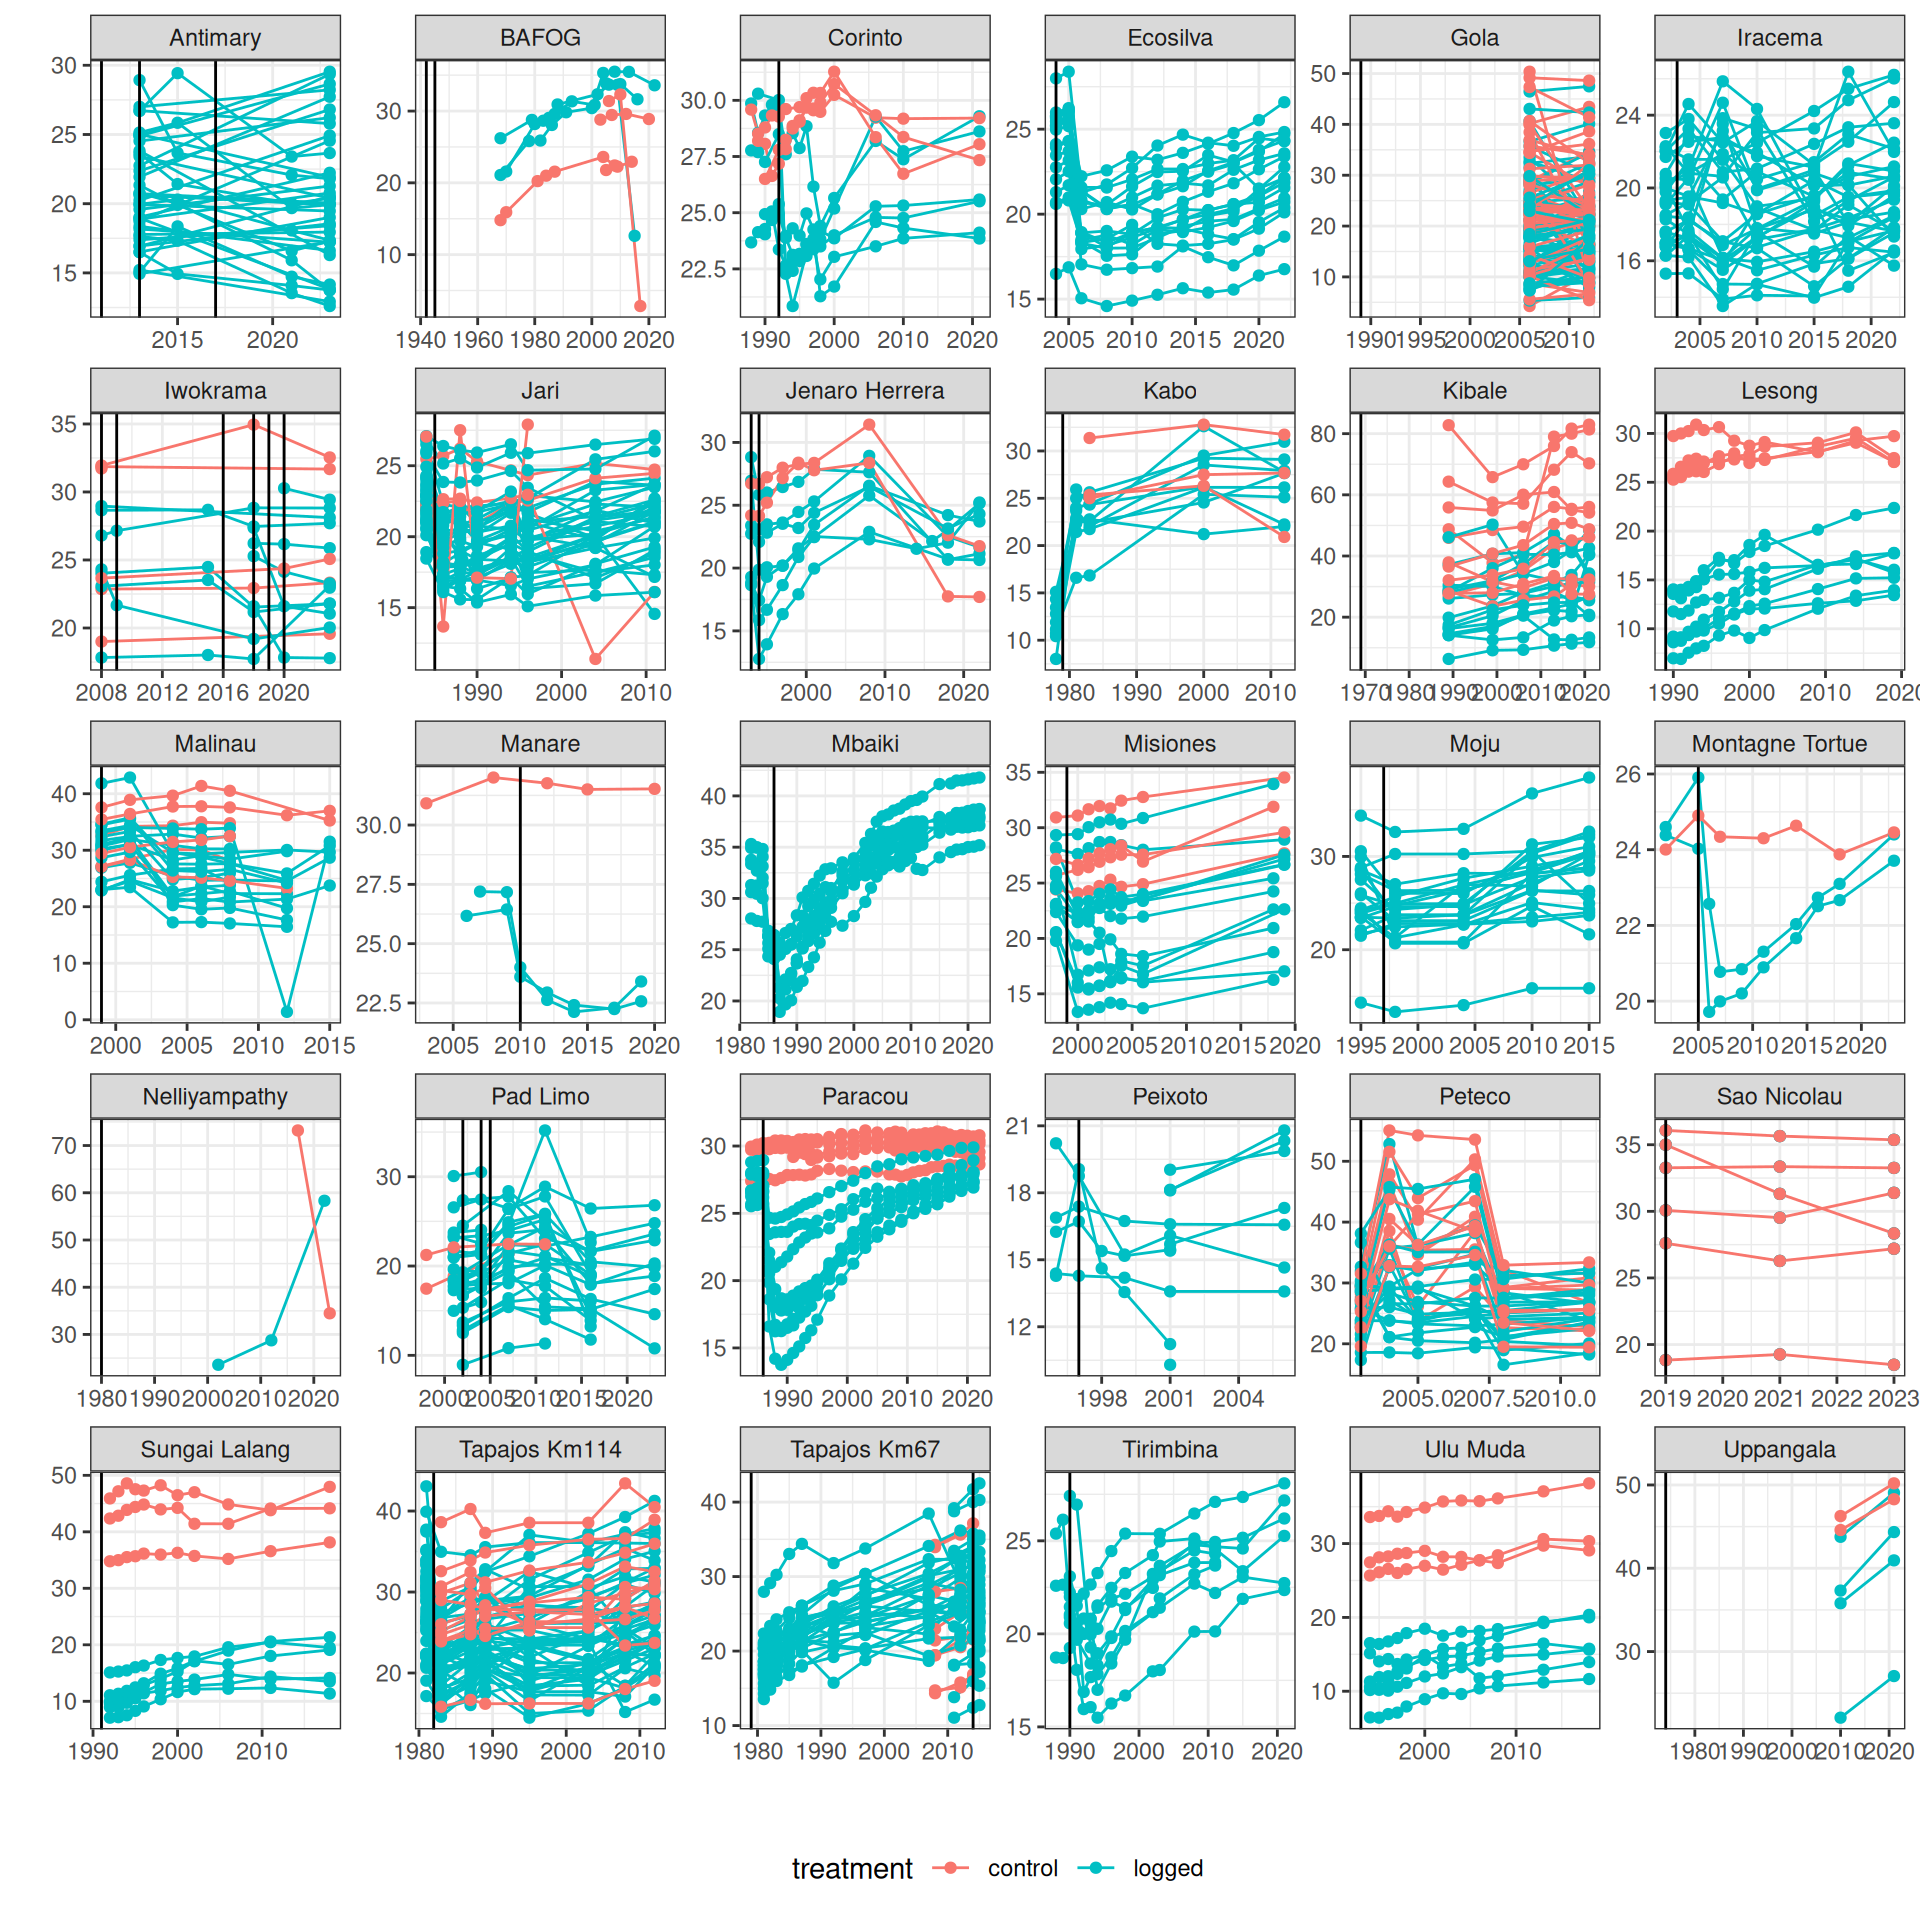 Antimary BAFOG Corinto Ecosilva Gola Iracema
30 25 20 15
30 20 10
30.0 27.5 25.0 22.5
25 20 15
50 40 30 20 10
24 20 16
2015 2020
1940 1960 1980 2000 2020
1990 2000 2010 2020
2005 2010 2015 2020
1990 1995 2000 2005 2010
2005 2010 2015 2020
Iwokrama Jari Jenaro Herrera Kabo Kibale Lesong
35 30 25 20
25 20 15
30 25 20 15
30 25 20 15 10
80 60 40 20
30 25 20 15 10
2008 2012 2016 2020
1990 2000 2010
2000 2010 2020
1980 1990 2000 2010
1970 1980 1990 2000 2010 2020
1990 2000 2010 2020
Malinau Manare Mbaiki Misiones Moju Montagne Tortue
40 30 20 10 0
30.0 27.5 25.0 22.5
40 35 30 25 20
35 30 25 20 15
30 20
26 24 22 20
2000 2005 2010 2015
2005 2010 2015 2020
1980 1990 2000 2010 2020
2000 2005 2010 2015 2020
1995 2000 2005 2010 2015
2005 2010 2015 2020
Nelliyampathy Pad Limo Paracou Peixoto Peteco Sao Nicolau
70 60 50 40 30
30 20 10
30 25 20 15
21 18 15 12
50 40 30 20
35 30 25 20
1980 1990 2000 2010 2020
2000 2005 2010 2015 2020
1990 2000 2010 2020
1998 2001 2004
2005.0 2007.5 2010.0
2019 2020 2021 2022 2023
Sungai Lalang Tapajos Km114 Tapajos Km67 Tirimbina Ulu Muda Uppangala
50 40 30 20 10
40 30 20
40 30 20 10
25 20 15
30 20 10
50 40 30
1990 2000 2010
1980 1990 2000 2010
1980 1990 2000 2010
1990 2000 2010 2020
2000 2010
1980 1990 2000 2010 2020
treatment control logged